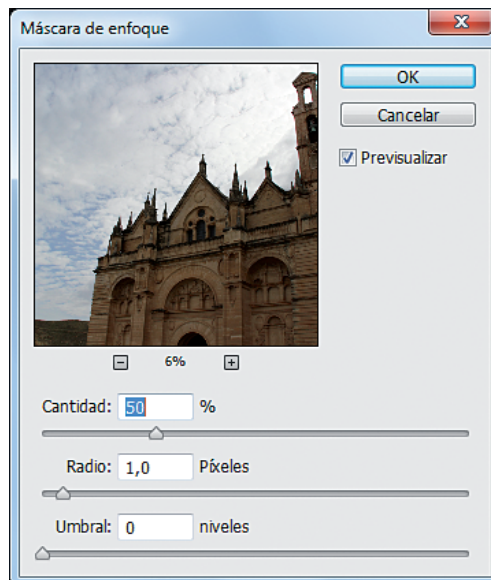 Máscara de enfoque
OK
Cancelar
Previsualizar
6%
Cantidad: 50 %
Radio: 1,0 Píxeles
Umbral: 0 niveles